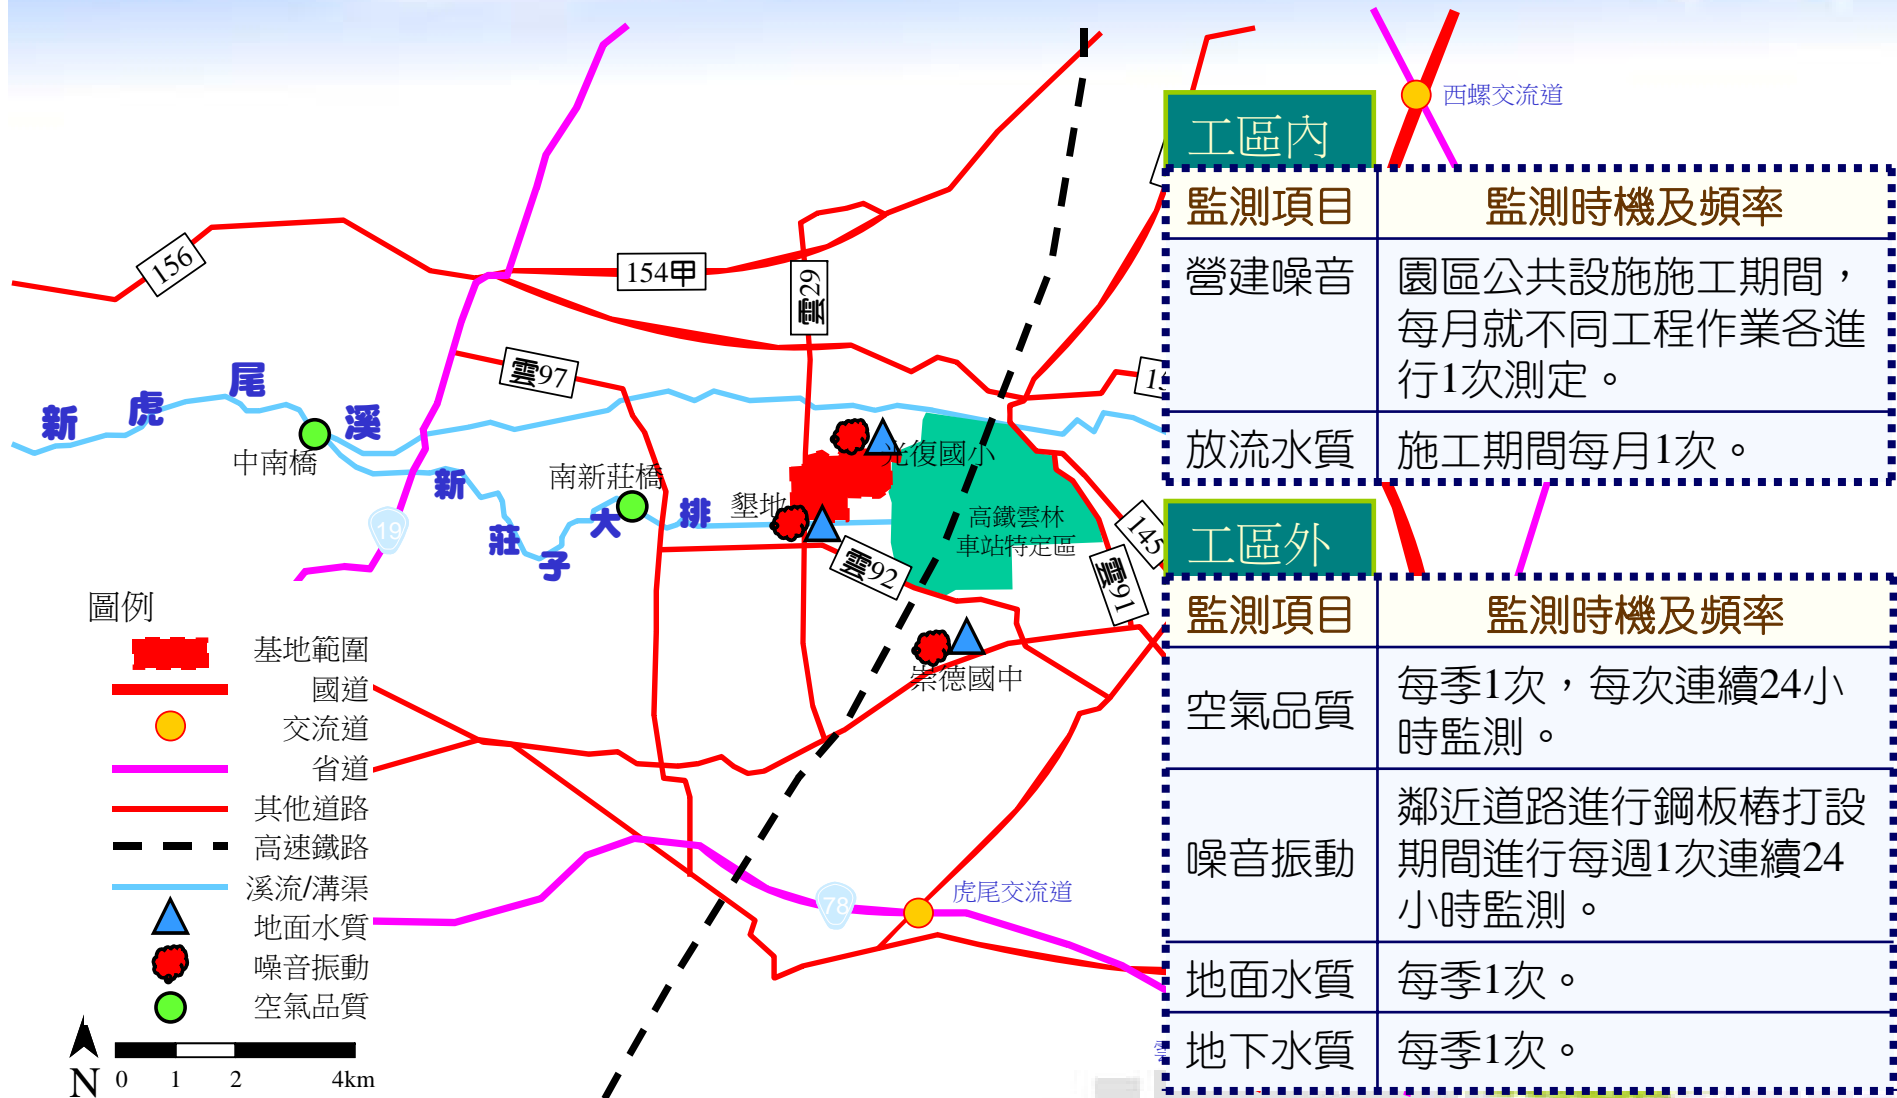 西螺交流道
工區內
監測項目 監測時機及頻率
營建噪音 園區公共設施施工期間，
每月就不同工程作業各進
行1次測定。
放流水質 施工期間每月1次。
工區外
監測項目 監測時機及頻率
空氣品質 每季1次，每次連續24小
時監測。
噪音振動 鄰近道路進行鋼板樁打設
期間進行每週1次連續24
小時監測。
地面水質 每季1次。
地下水質 每季1次。
156
154甲
雲29
雲97
新虎尾溪
中南橋
南新莊橋
新莊子大排
墾地
光復國小
高鐵雲林
車站特定區
19
雲92
145
雲91
崇德國中
78
虎尾交流道
圖例
基地範圍
國道
交流道
省道
其他道路
高速鐵路
溪流/溝渠
地面水質
噪音振動
空氣品質
N 0 1 2 4km